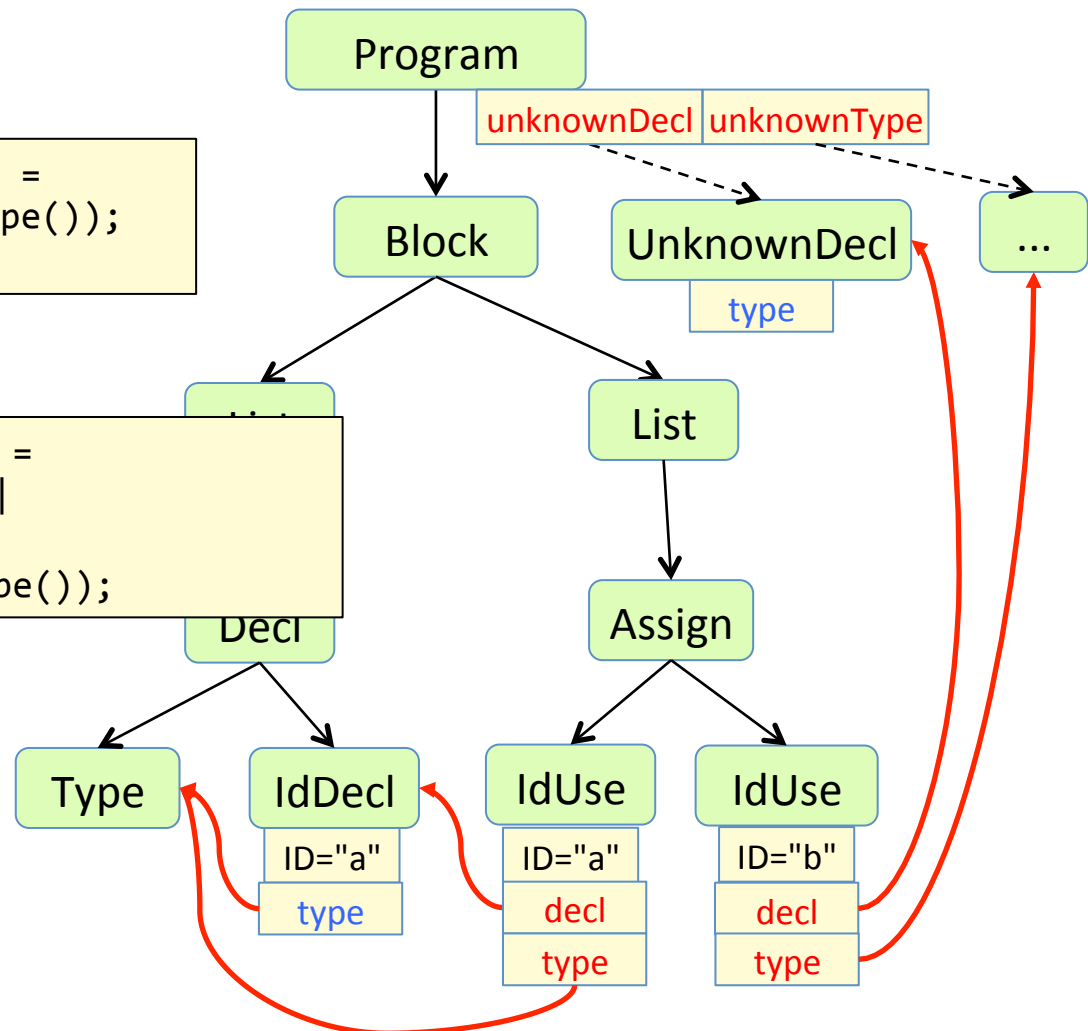 Program
unknownDecl unknownType
=
pe());
Block
UnknownDecl
...
type
List
=
|
pe());
Decl
Assign
Type
IdDecl
IdUse
IdUse
ID="a"
ID="a"
ID="b"
type
decl
decl
type
type